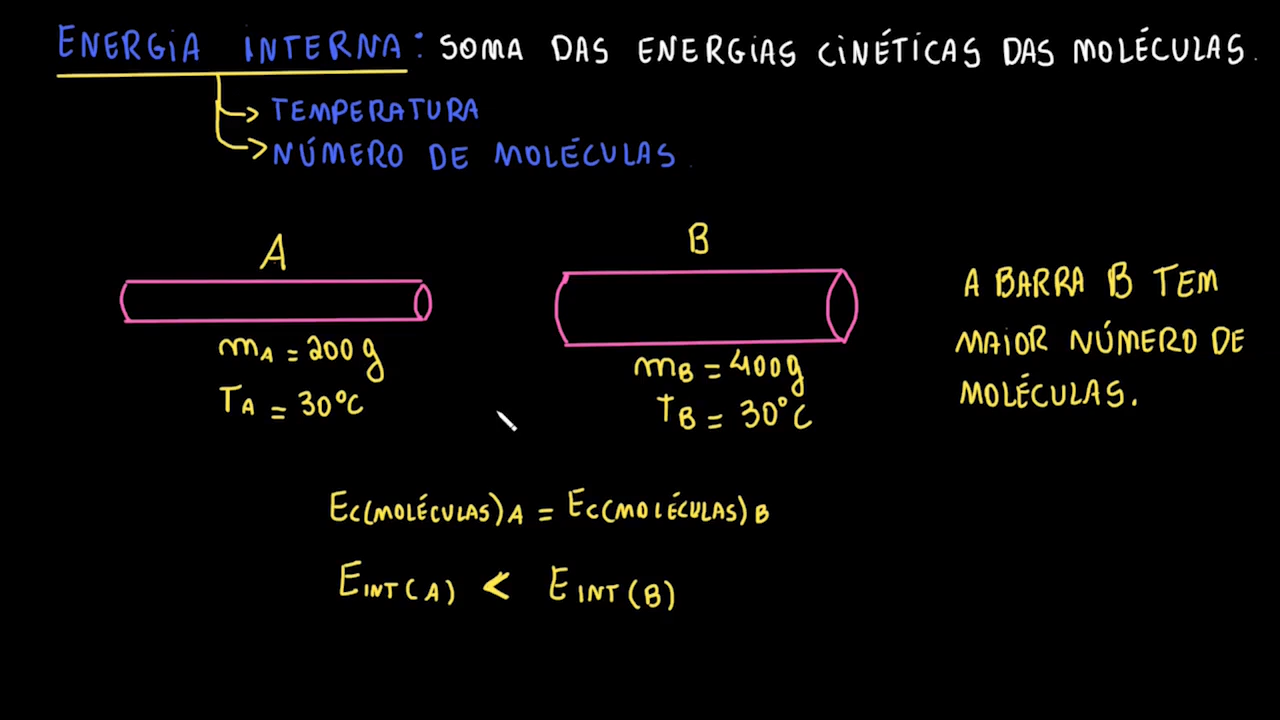 ENERGIA INTERNA: SOMA DAS ENERGIAS CINÉTICAS DAS MOLÉCULAS.
TEMPERATURA
NÚMERO DE MOLÉCULAS.
A
B
mA = 200g
TA = 30°C
mB = 400g
TB = 30°C
A BARRA B TEM
MAIOR NÚMERO DE
MOLÉCULAS.
EC(MOLÉCULAS)A = EC(MOLÉCULAS)B
EINT(A) < EINT(B)